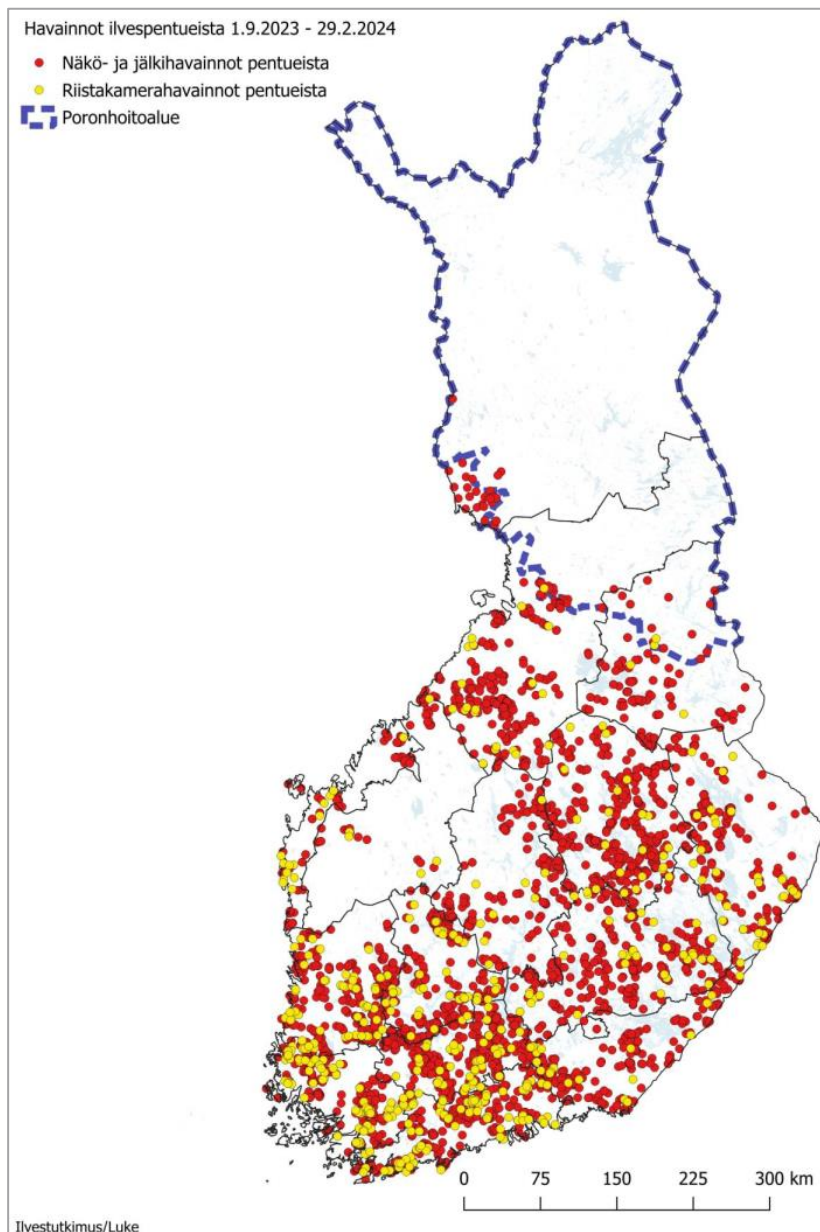 Havainnot ilvespentueista 1.9.2023 - 29.2.2024
Näkö- ja jälkihavainnot pentueista
Riistakamerahavainnot pentueista
Poronhoitoalue
0 75 150 225 300 km
Ilvestutkimus/Luke